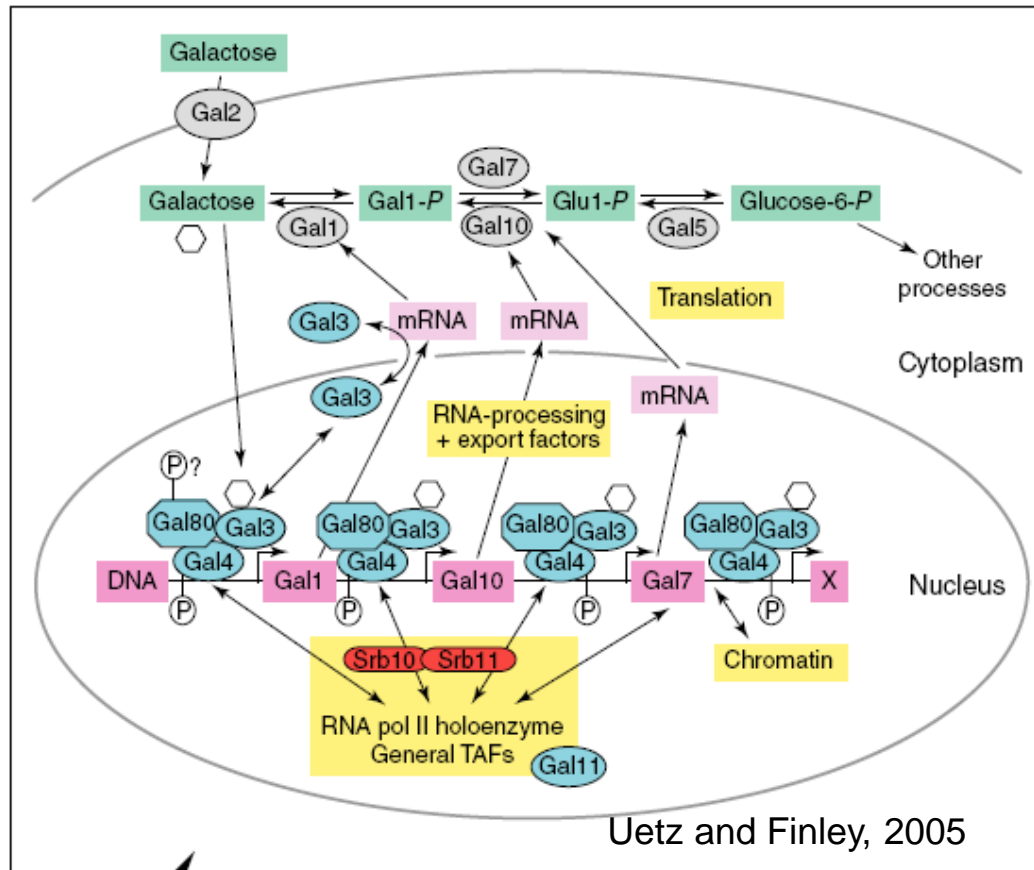 Galactose
Gal2
Gal7
Galactose
Gal1-P
Glu1-P
Glucose-6-P
Gal1
Gal10
Gal5
Other
processes
Translation
Gal3
mRNA
mRNA
Cytoplasm
Gal3
mRNA
RNA-processing
+ export factors
P?
Gal80
Gal3
Gal80
Gal3
Gal80
Gal3
Gal80
Gal3
Gal4
Gal4
Gal4
Gal4
DNA
Gal1
Gal10
Gal7
X
Nucleus
P
P
P
P
Srb10
Srb11
Chromatin
RNA pol II holoenzyme
General TAFs
Gal11
Uetz and Finley, 2005